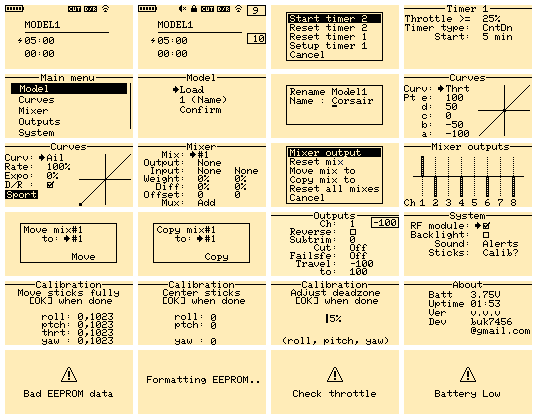 CUT D/R
MODEL1
05:00
00:00
CUT D/R 9
MODEL1
05:00 10
00:00
Start timer 2
Reset timer 2
Reset timer 1
Setup timer 1
Cancel
Timer 1
Throttle >= 25%
Timer type: CntDn
Start: 5 min
Main menu
Model
Curves
Mixer
Outputs
System
Model
Load
1 (Name)
Confirm
Rename Model1
Name : Corsair
Curves
Curv: Thrt
Pt e: 100
d: 50
c: 0
b: -50
a: -100
Curves
Curv: Ail
Rate: 100%
Expo: 0%
D/R :
Sport
Mixer
Mix: #1
Output: None
Input: None None
Weight: 0% 0%
Diff: 0% 0%
Offset: 0 0
Mux: Add
Mixer output
Reset mix
Move mix to
Copy mix to
Reset all mixes
Cancel
Mixer outputs
Ch 1 2 4 6 8
Move mix#1
to: #1
Move
Copy mix#1
to: #1
Copy
Outputs
Ch: 1 -100
Reverse:
Subtrim: 0
Cut: Off
Failsfe: Off
Travel: -100
to: 100
System
RF module:
Backlight:
Sound: Alerts
Sticks: Calib?
Calibration
Move sticks fully
[OK] when done
roll: 0,1023
ptch: 0,1023
thrt: 0,1023
yaw : 0,1023
Calibration
Center sticks
[OK] when done
roll: 0
ptch: 0
yaw : 0
Calibration
Adjust deadzone
[OK] when done
5%
(roll, pitch, yaw)
About
Batt 3.75V
Uptime 01:53
Ver v.v.v
Dev buk7456
@gmail.com
Bad EEPROM data
Formatting EEPROM..
Check throttle
Battery Low